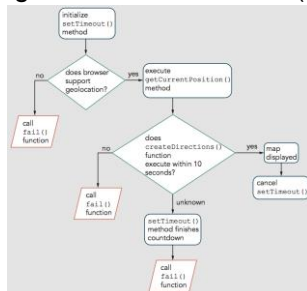 initialize
setTimeout()
method
no
does browser
support
geolocation?
yes
execute
getCurrentPosition()
method
call
fail()
function
no
does
createDirections()
function
execute within 10
seconds?
yes
map
displayed
cancel
setTimeout()
call
fail()
function
unknown
setTimeout()
method finishes
countdown
call
fail()
function